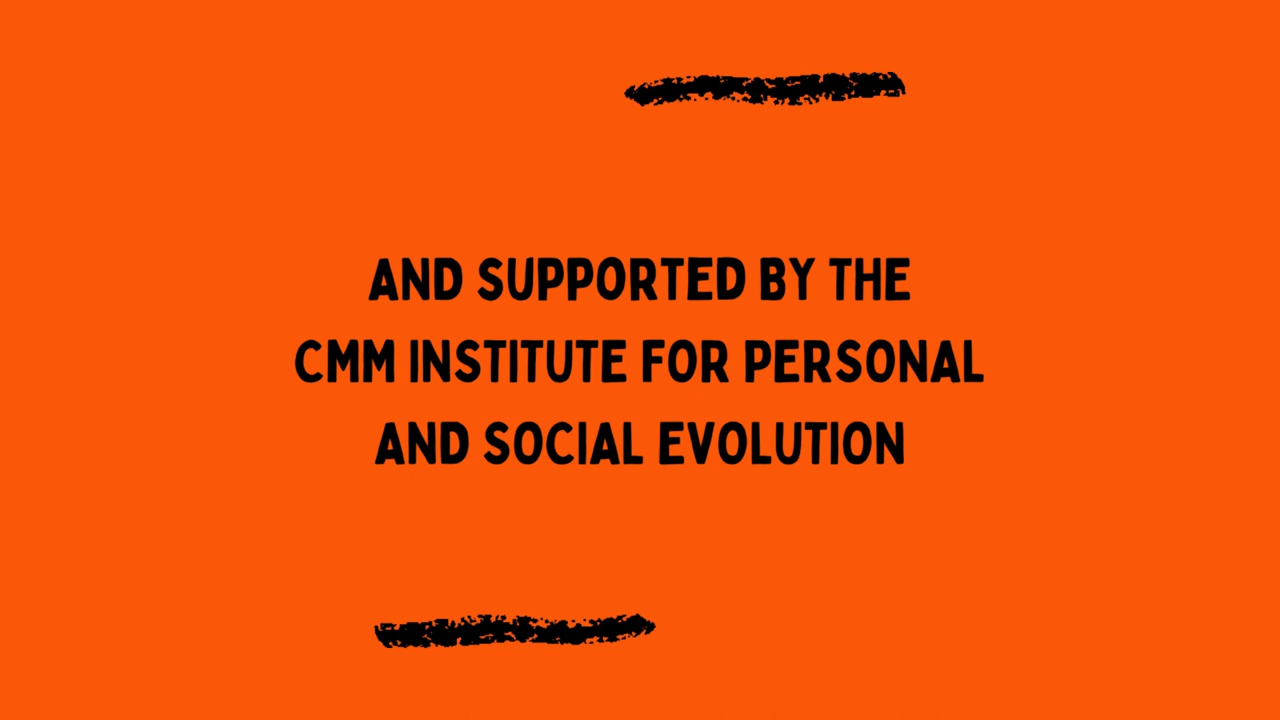 AND SUPPORTED BY THE
CMM INSTITUTE FOR PERSONAL
AND SOCIAL EVOLUTION